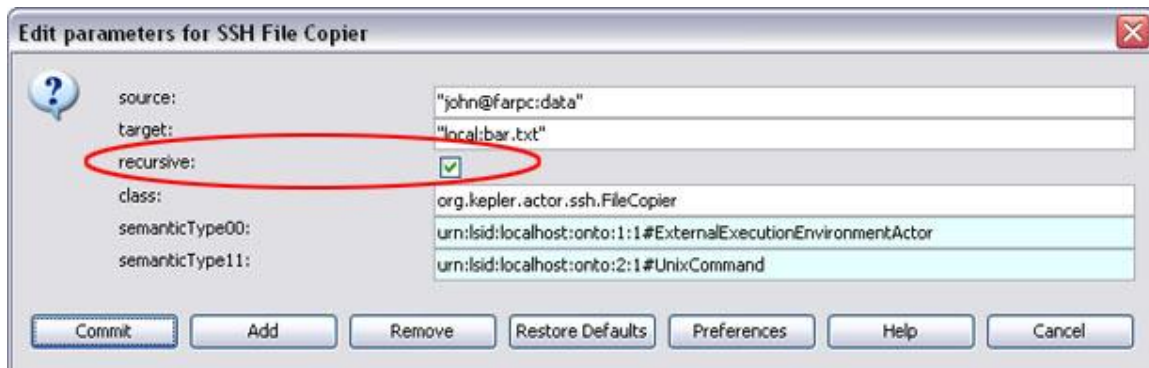 Edit parameters for SSH File Copier
source: "john@farpc:data"
target: "local:bar.txt"
recursive:
class: org.kepler.actor.ssh.FileCopier
semanticType00: urn:lsid:localhost:onto:1:1#ExternalExecutionEnvironmentActor
semanticType11: urn:lsid:localhost:onto:2:1#UnixCommand
Commit Add Remove Restore Defaults Preferences Help Cancel